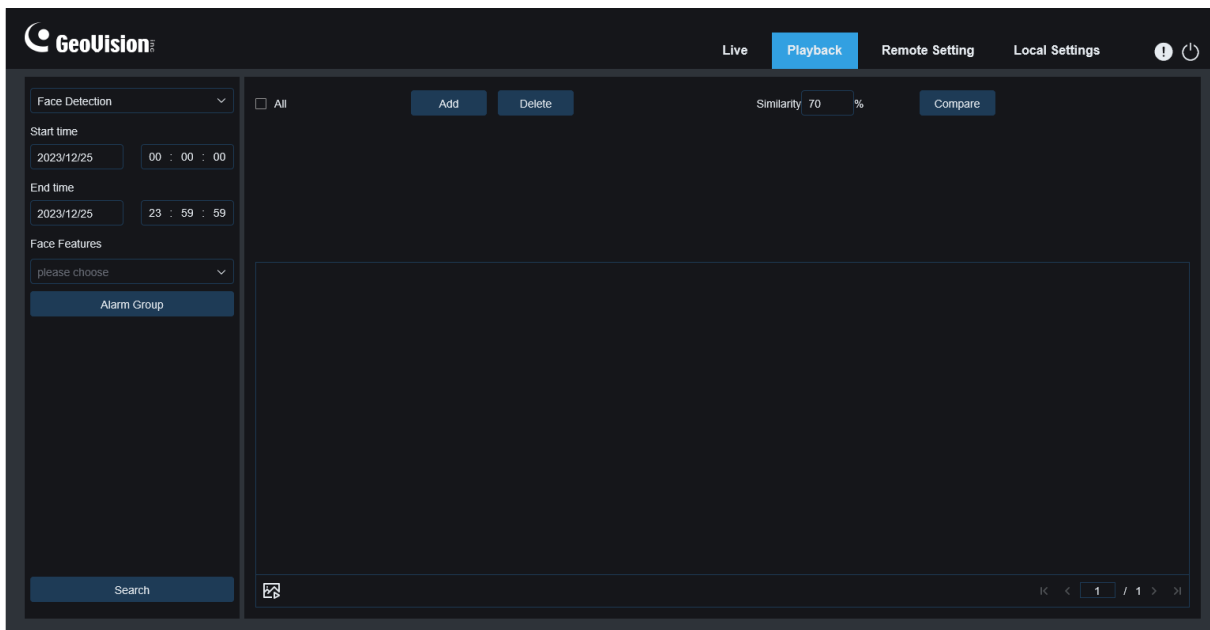 GeoVision Inc
Live Playback Remote Setting Local Settings
Face Detection
Start time
2023/12/25 00 : 00 : 00
End time
2023/12/25 23 : 59 : 59
Face Features
please choose
Alarm Group
Search
All Add Delete Similarity 70 % Compare
1 / 1